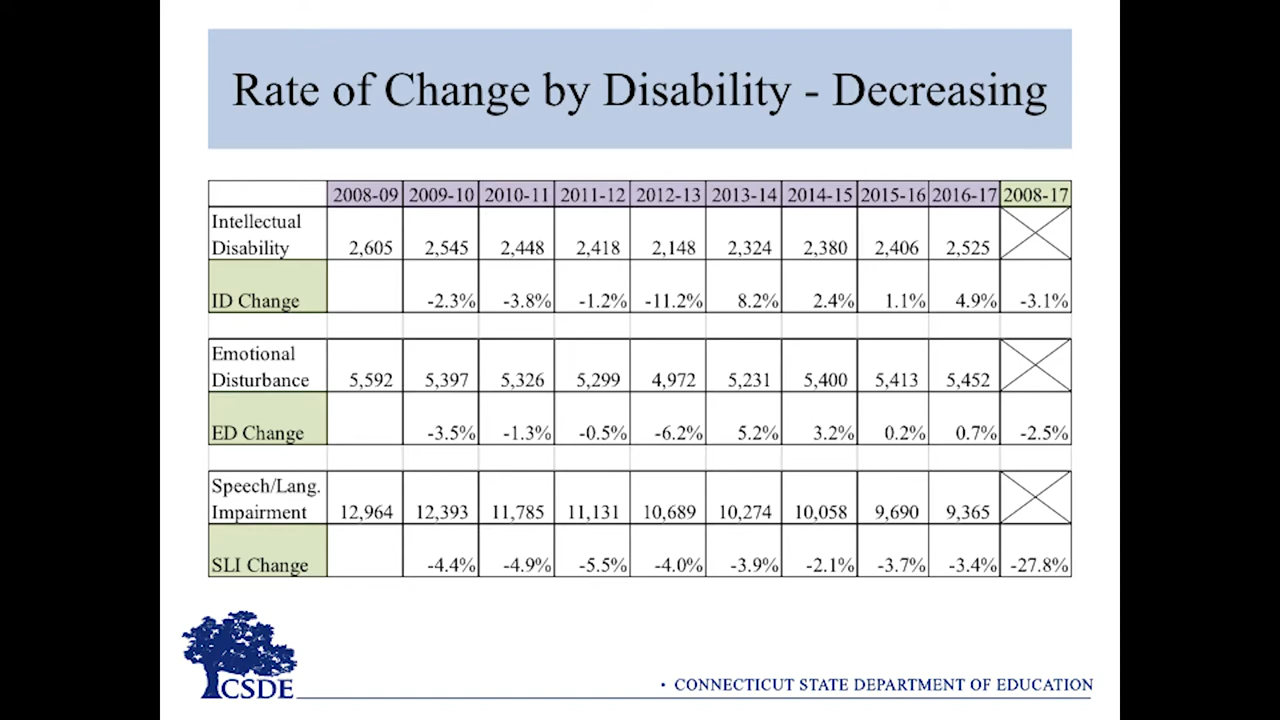 Rate of Change by Disability - Decreasing
2008-09 2009-10 2010-11 2011-12 2012-13 2013-14 2014-15 2015-16 2016-17 2008-17
Intellectual
Disability 2,605 2,545 2,448 2,418 2,148 2,324 2,380 2,406 2,525
ID Change -2.3% -3.8% -1.2% -11.2% 8.2% 2.4% 1.1% 4.9% -3.1%
Emotional
Disturbance 5,592 5,397 5,326 5,299 4,972 5,231 5,400 5,413 5,452
ED Change -3.5% -1.3% -0.5% -6.2% 5.2% 3.2% 0.2% 0.7% -2.5%
Speech/Lang.
Impairment 12,964 12,393 11,785 11,131 10,689 10,274 10,058 9,690 9,365
SLI Change -4.4% -4.9% -5.5% -4.0% -3.9% -2.1% -3.7% -3.4% -27.8%
CSDE
• CONNECTICUT STATE DEPARTMENT OF EDUCATION